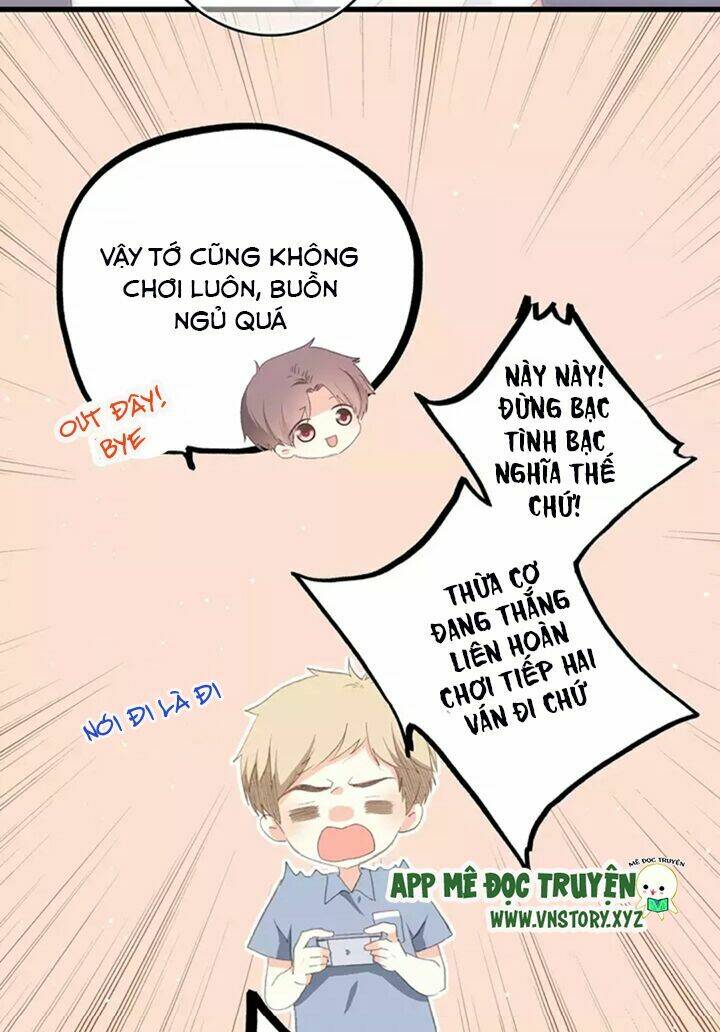 VẬY TỚ CŨNG KHÔNG
CHƠI LUÔN, BUỒN
NGỦ QUÁ
OUT ĐÂY!
BYE
NÀY NÀY!
ĐỪNG BẠC
TÌNH BẠC
NGHĨA THẾ
CHỨ!
THỪA CƠ
ĐANG THẮNG
LIÊN HOÀN
CHƠI TIẾP HAI
VÁN ĐI CHỨ
NÓI ĐI LÀ ĐI
MÊ ĐỌC TRUYỆN
APP MÊ ĐỌC TRUYỆN
WWW.VNSTORY.XYZ